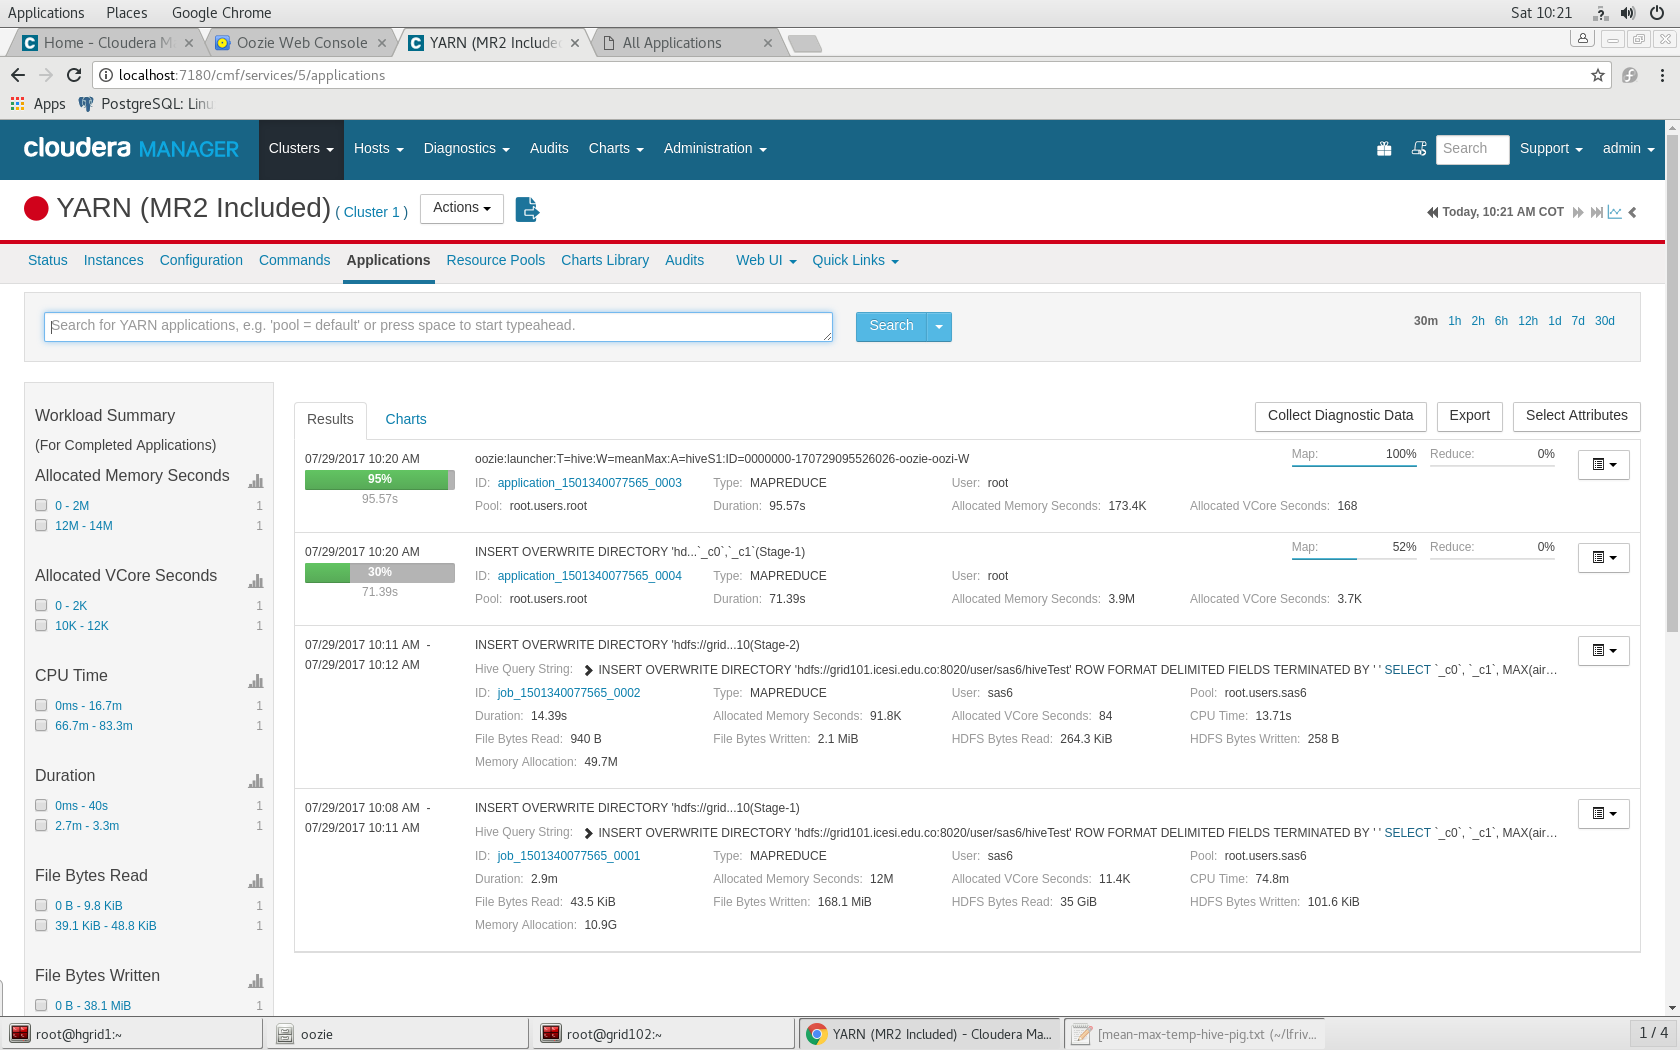 Applications Places Google Chrome Sat 10:21
Home - Cloudera M Oozie Web Console YARN (MR2 Include All Applications
localhost:7180/cmf/services/5/applications
Apps PostgreSQL: Linu
cloudera MANAGER Clusters Hosts Diagnostics Audits Charts Administration Search Support admin
YARN (MR2 Included) ( Cluster 1 ) Actions Today, 10:21 AM COT
Status Instances Configuration Commands Applications Resource Pools Charts Library Audits Web UI Quick Links
Search for YARN applications, e.g. 'pool = default' or press space to start typeahead. Search 30m 1h 2h 6h 12h 1d 7d 30d
Workload Summary
(For Completed Applications)
Allocated Memory Seconds
0 - 2M 1
12M - 14M 1
Allocated VCore Seconds
0 - 2K 1
10K - 12K 1
CPU Time
0ms - 16.7m 1
66.7m - 83.3m 1
Duration
0ms - 40s 1
2.7m - 3.3m 1
File Bytes Read
0 B - 9.8 KiB 1
39.1 KiB - 48.8 KiB 1
File Bytes Written
0 B - 38.1 MiB 1
Results Charts Collect Diagnostic Data Export Select Attributes
07/29/2017 10:20 AM oozie:launcher:T=hive:W=meanMax:A=hiveS1:ID=0000000-170729095526026-oozie-oozi-W Map: 100% Reduce: 0%
95% ID: application_1501340077565_0003 Type: MAPREDUCE User: root
95.57s Pool: root.users.root Duration: 95.57s Allocated Memory Seconds: 173.4K Allocated VCore Seconds: 168
07/29/2017 10:20 AM INSERT OVERWRITE DIRECTORY 'hd...`_c0`,`_c1`(Stage-1) Map: 52% Reduce: 0%
30% ID: application_1501340077565_0004 Type: MAPREDUCE User: root
71.39s Pool: root.users.root Duration: 71.39s Allocated Memory Seconds: 3.9M Allocated VCore Seconds: 3.7K
07/29/2017 10:11 AM - INSERT OVERWRITE DIRECTORY 'hdfs://grid...10(Stage-2)
07/29/2017 10:12 AM Hive Query String: INSERT OVERWRITE DIRECTORY 'hdfs://grid101.icesi.edu.co:8020/user/sas6/hiveTest' ROW FORMAT DELIMITED FIELDS TERMINATED BY ' ' SELECT `_c0`, `_c1`, MAX(air...
ID: job_1501340077565_0002 Type: MAPREDUCE User: sas6 Pool: root.users.sas6
Duration: 14.39s Allocated Memory Seconds: 91.8K Allocated VCore Seconds: 84 CPU Time: 13.71s
File Bytes Read: 940 B File Bytes Written: 2.1 MiB HDFS Bytes Read: 264.3 KiB HDFS Bytes Written: 258 B
Memory Allocation: 49.7M
07/29/2017 10:08 AM - INSERT OVERWRITE DIRECTORY 'hdfs://grid...10(Stage-1)
07/29/2017 10:11 AM Hive Query String: INSERT OVERWRITE DIRECTORY 'hdfs://grid101.icesi.edu.co:8020/user/sas6/hiveTest' ROW FORMAT DELIMITED FIELDS TERMINATED BY ' ' SELECT `_c0`, `_c1`, MAX(air...
ID: job_1501340077565_0001 Type: MAPREDUCE User: sas6 Pool: root.users.sas6
Duration: 2.9m Allocated Memory Seconds: 12M Allocated VCore Seconds: 11.4K CPU Time: 74.8m
File Bytes Read: 43.5 KiB File Bytes Written: 168.1 MiB HDFS Bytes Read: 35 GiB HDFS Bytes Written: 101.6 KiB
Memory Allocation: 10.9G
root@hgrid1:~ oozie root@grid102:~ YARN (MR2 Included) - Cloudera Ma... [mean-max-temp-hive-pig.txt (~/lfriv... 1 / 4